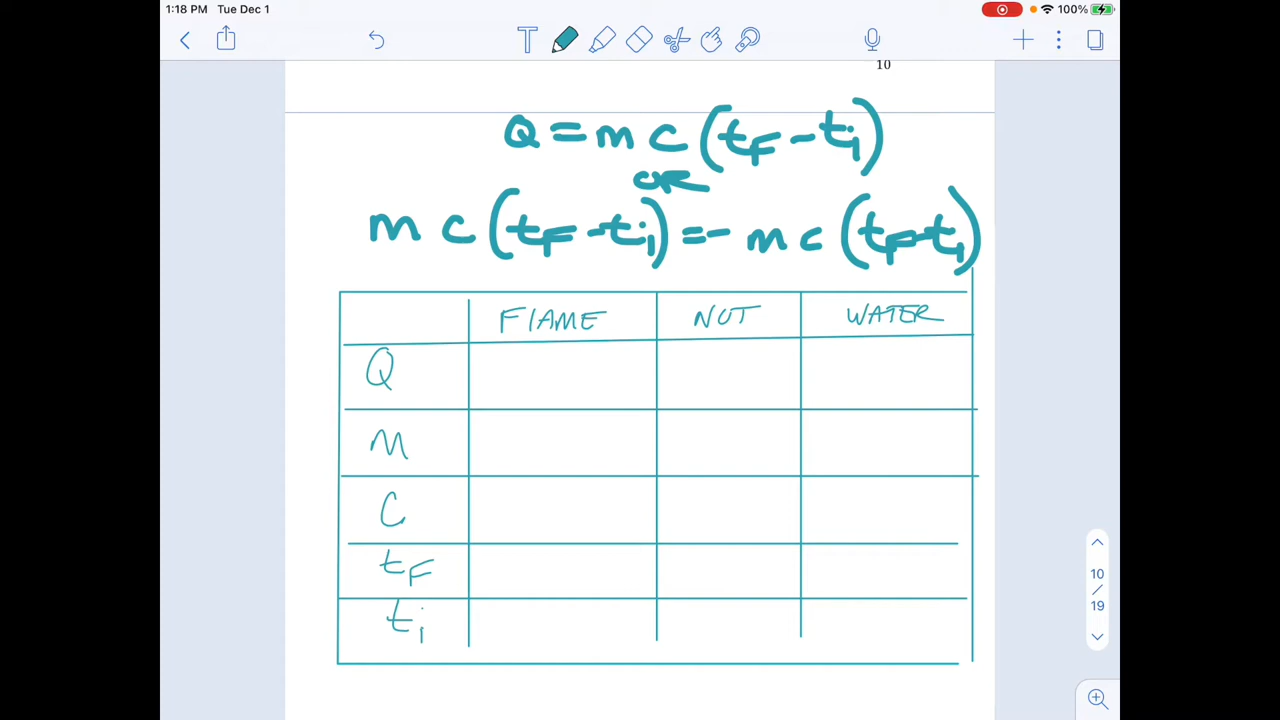 1:18 PM Tue Dec 1 100%
T
10
Q = m c (tF - ti)
OR
m c (tF - ti) = - m c (tF - ti)
FlAME NUT WATER
Q
M
C
tF
ti
10
/
19